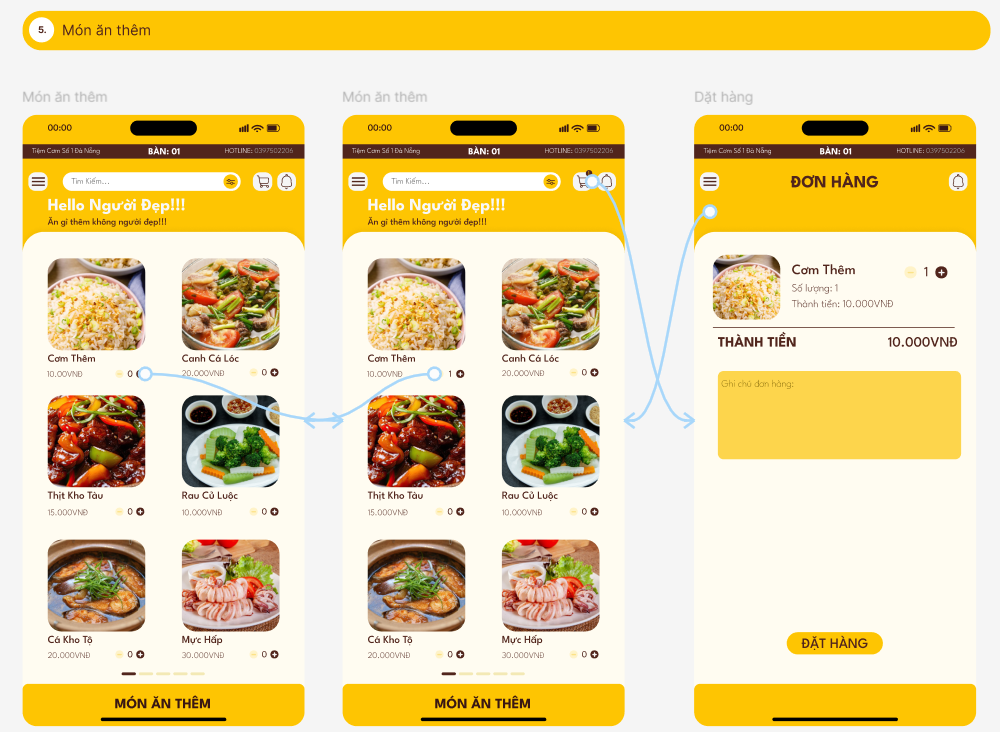 5. Món ăn thêm
Món ăn thêm
00:00
Tiệm Cơm Số 1 Đà Nẵng BÀN: 01 HOTLINE: 0397502206
Tìm Kiếm...
Hello Người Đẹp!!!
Ăn gì thêm không người đẹp!!!
Cơm Thêm
10.00VNĐ 0
Canh Cá Lóc
20.000VNĐ 0
Thịt Kho Tàu
15.000VNĐ 0
Rau Củ Luộc
10.000VNĐ 0
Cá Kho Tộ
20.000VNĐ 0
Mực Hấp
30.000VNĐ 0
MÓN ĂN THÊM
Món ăn thêm
00:00
Tiệm Cơm Số 1 Đà Nẵng BÀN: 01 HOTLINE: 0397502206
Tìm Kiếm...
Hello Người Đẹp!!!
Ăn gì thêm không người đẹp!!!
Cơm Thêm
10.00VNĐ 1
Canh Cá Lóc
20.000VNĐ 0
Thịt Kho Tàu
15.000VNĐ 0
Rau Củ Luộc
10.000VNĐ 0
Cá Kho Tộ
20.000VNĐ 0
Mực Hấp
30.000VNĐ 0
MÓN ĂN THÊM
Dặt hàng
00:00
Tiệm Cơm Số 1 Đà Nẵng BÀN: 01 HOTLINE: 0397502206
ĐƠN HÀNG
Cơm Thêm 1
Số lượng: 1
Thành tiền: 10.000VNĐ
THÀNH TIỀN 10.000VNĐ
Ghi chú đơn hàng:
ĐẶT HÀNG